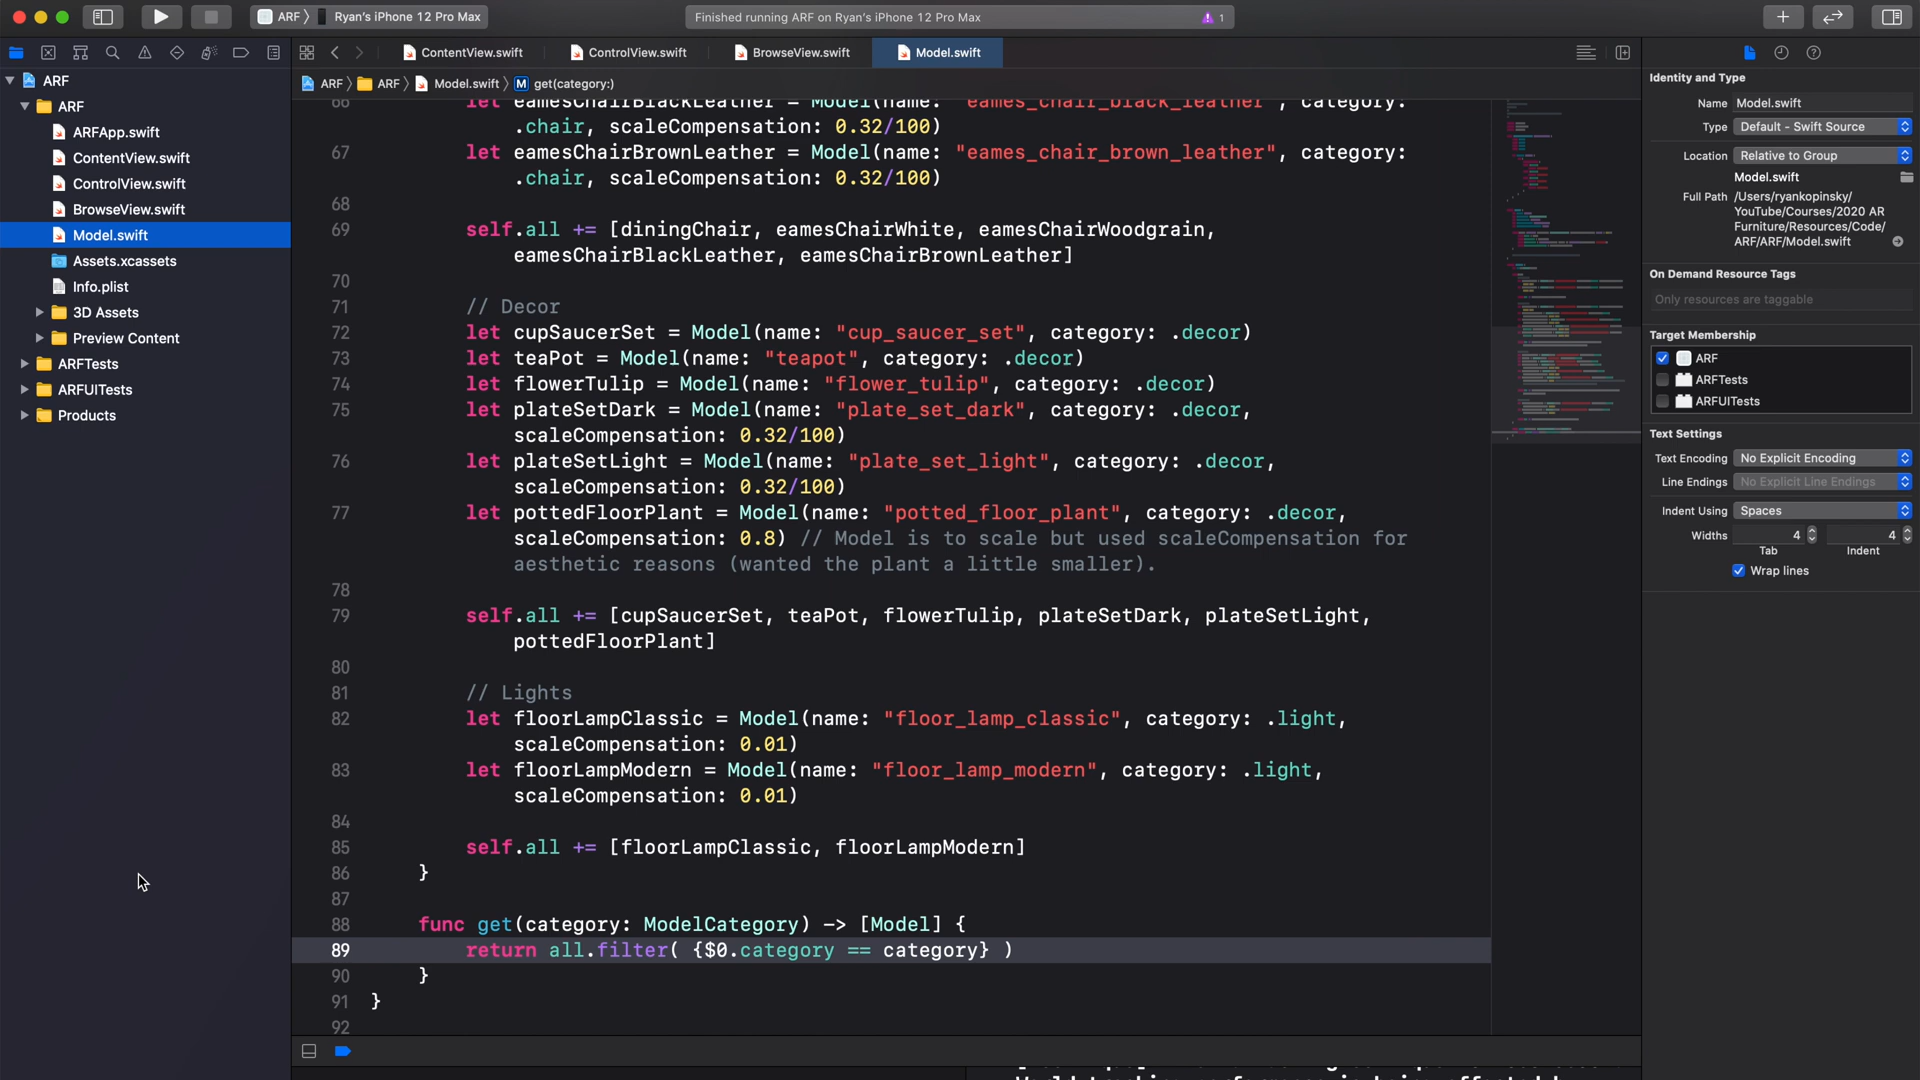 ARF
Ryan's iPhone 12 Pro Max
Finished running ARF on Ryan's iPhone 12 Pro Max
1
ContentView.swift
ControlView.swift
BrowseView.swift
Model.swift
ARF
ARF
Model.swift
M get(category:)
ARF
ARF
ARFApp.swift
ContentView.swift
ControlView.swift
BrowseView.swift
Model.swift
Assets.xcassets
Info.plist
3D Assets
Preview Content
ARFTests
ARFUITests
Products
66 let eamesChairBlackLeather = Model(name: "eames_chair_black_leather", category:
.chair, scaleCompensation: 0.32/100)
67 let eamesChairBrownLeather = Model(name: "eames_chair_brown_leather", category:
.chair, scaleCompensation: 0.32/100)
68
69 self.all += [diningChair, eamesChairWhite, eamesChairWoodgrain,
eamesChairBlackLeather, eamesChairBrownLeather]
70
71 // Decor
72 let cupSaucerSet = Model(name: "cup_saucer_set", category: .decor)
73 let teaPot = Model(name: "teapot", category: .decor)
74 let flowerTulip = Model(name: "flower_tulip", category: .decor)
75 let plateSetDark = Model(name: "plate_set_dark", category: .decor,
scaleCompensation: 0.32/100)
76 let plateSetLight = Model(name: "plate_set_light", category: .decor,
scaleCompensation: 0.32/100)
77 let pottedFloorPlant = Model(name: "potted_floor_plant", category: .decor,
scaleCompensation: 0.8) // Model is to scale but used scaleCompensation for
aesthetic reasons (wanted the plant a little smaller).
78
79 self.all += [cupSaucerSet, teaPot, flowerTulip, plateSetDark, plateSetLight,
pottedFloorPlant]
80
81 // Lights
82 let floorLampClassic = Model(name: "floor_lamp_classic", category: .light,
scaleCompensation: 0.01)
83 let floorLampModern = Model(name: "floor_lamp_modern", category: .light,
scaleCompensation: 0.01)
84
85 self.all += [floorLampClassic, floorLampModern]
86 }
87
88 func get(category: ModelCategory) -> [Model] {
89 return all.filter( {$0.category == category} )
90 }
91 }
92
Identity and Type
Name Model.swift
Type Default - Swift Source
Location Relative to Group
Model.swift
Full Path /Users/ryankopinsky/
YouTube/Courses/2020 AR
Furniture/Resources/Code/
ARF/ARF/Model.swift
On Demand Resource Tags
Only resources are taggable
Target Membership
ARF
ARFTests
ARFUITests
Text Settings
Text Encoding No Explicit Encoding
Line Endings No Explicit Line Endings
Indent Using Spaces
Widths 4 4
Tab Indent
Wrap lines